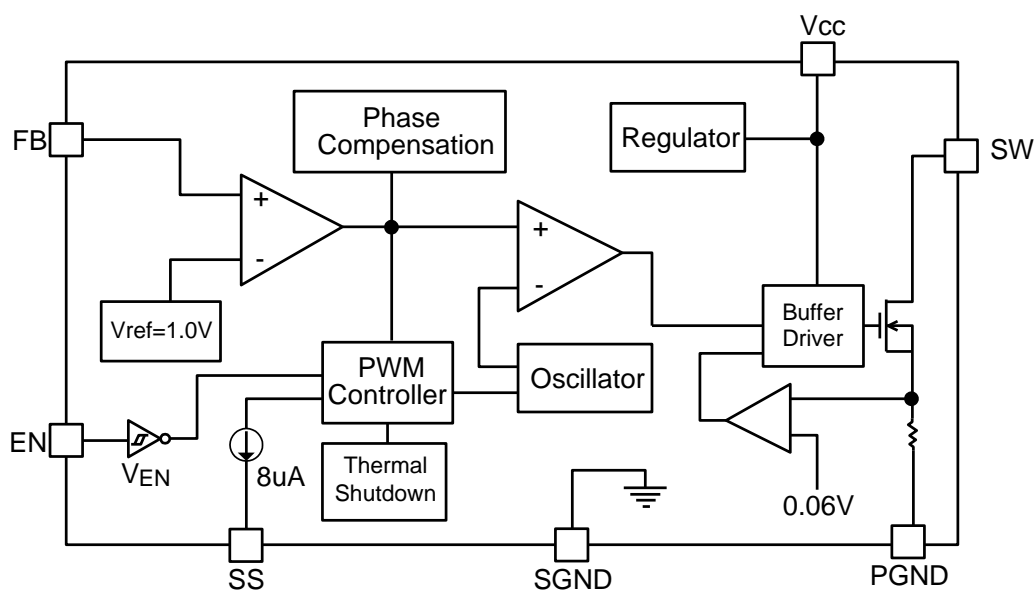 Vcc
FB
Phase
Compensation
Regulator
SW
+
-
+
-
Vref=1.0V
Buffer
Driver
PWM
Controller
Oscillator
EN
VEN
8uA
Thermal
Shutdown
0.06V
SS
SGND
PGND